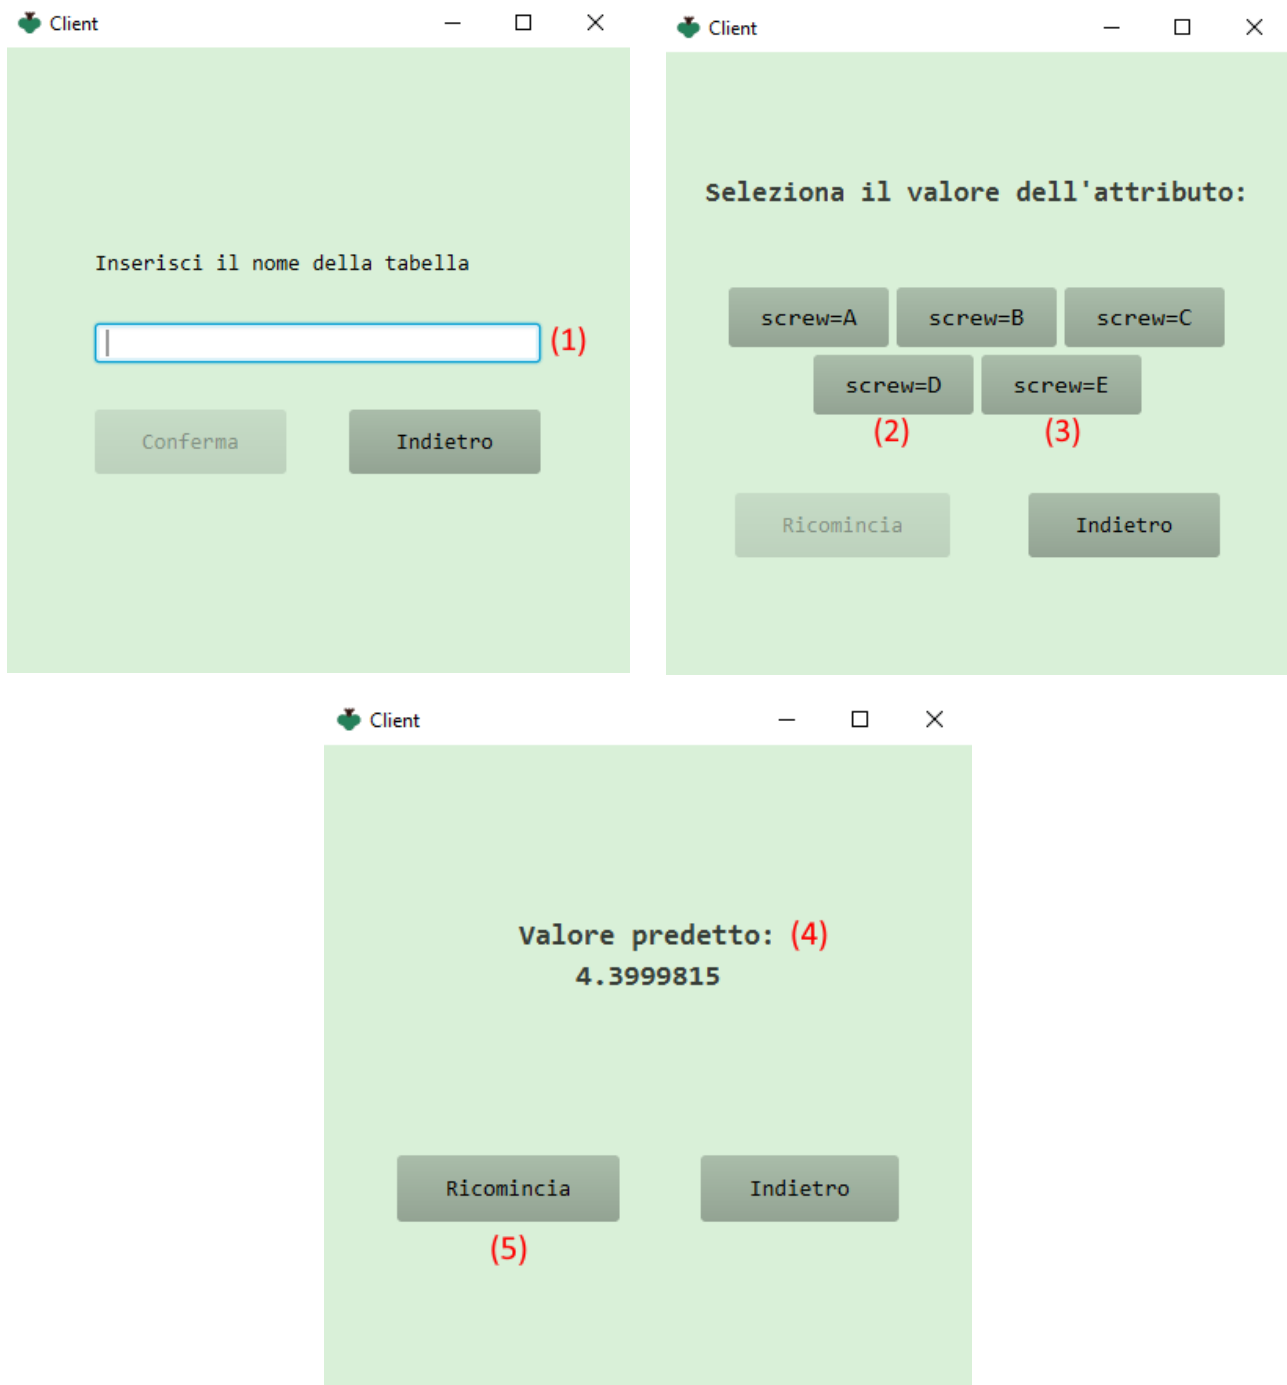 Client
Inserisci il nome della tabella
(1)
Conferma Indietro
Client
Seleziona il valore dell'attributo:
screw=A screw=B screw=C
screw=D screw=E
(2) (3)
Ricomincia Indietro
Client
Valore predetto: (4)
4.3999815
Ricomincia Indietro
(5)